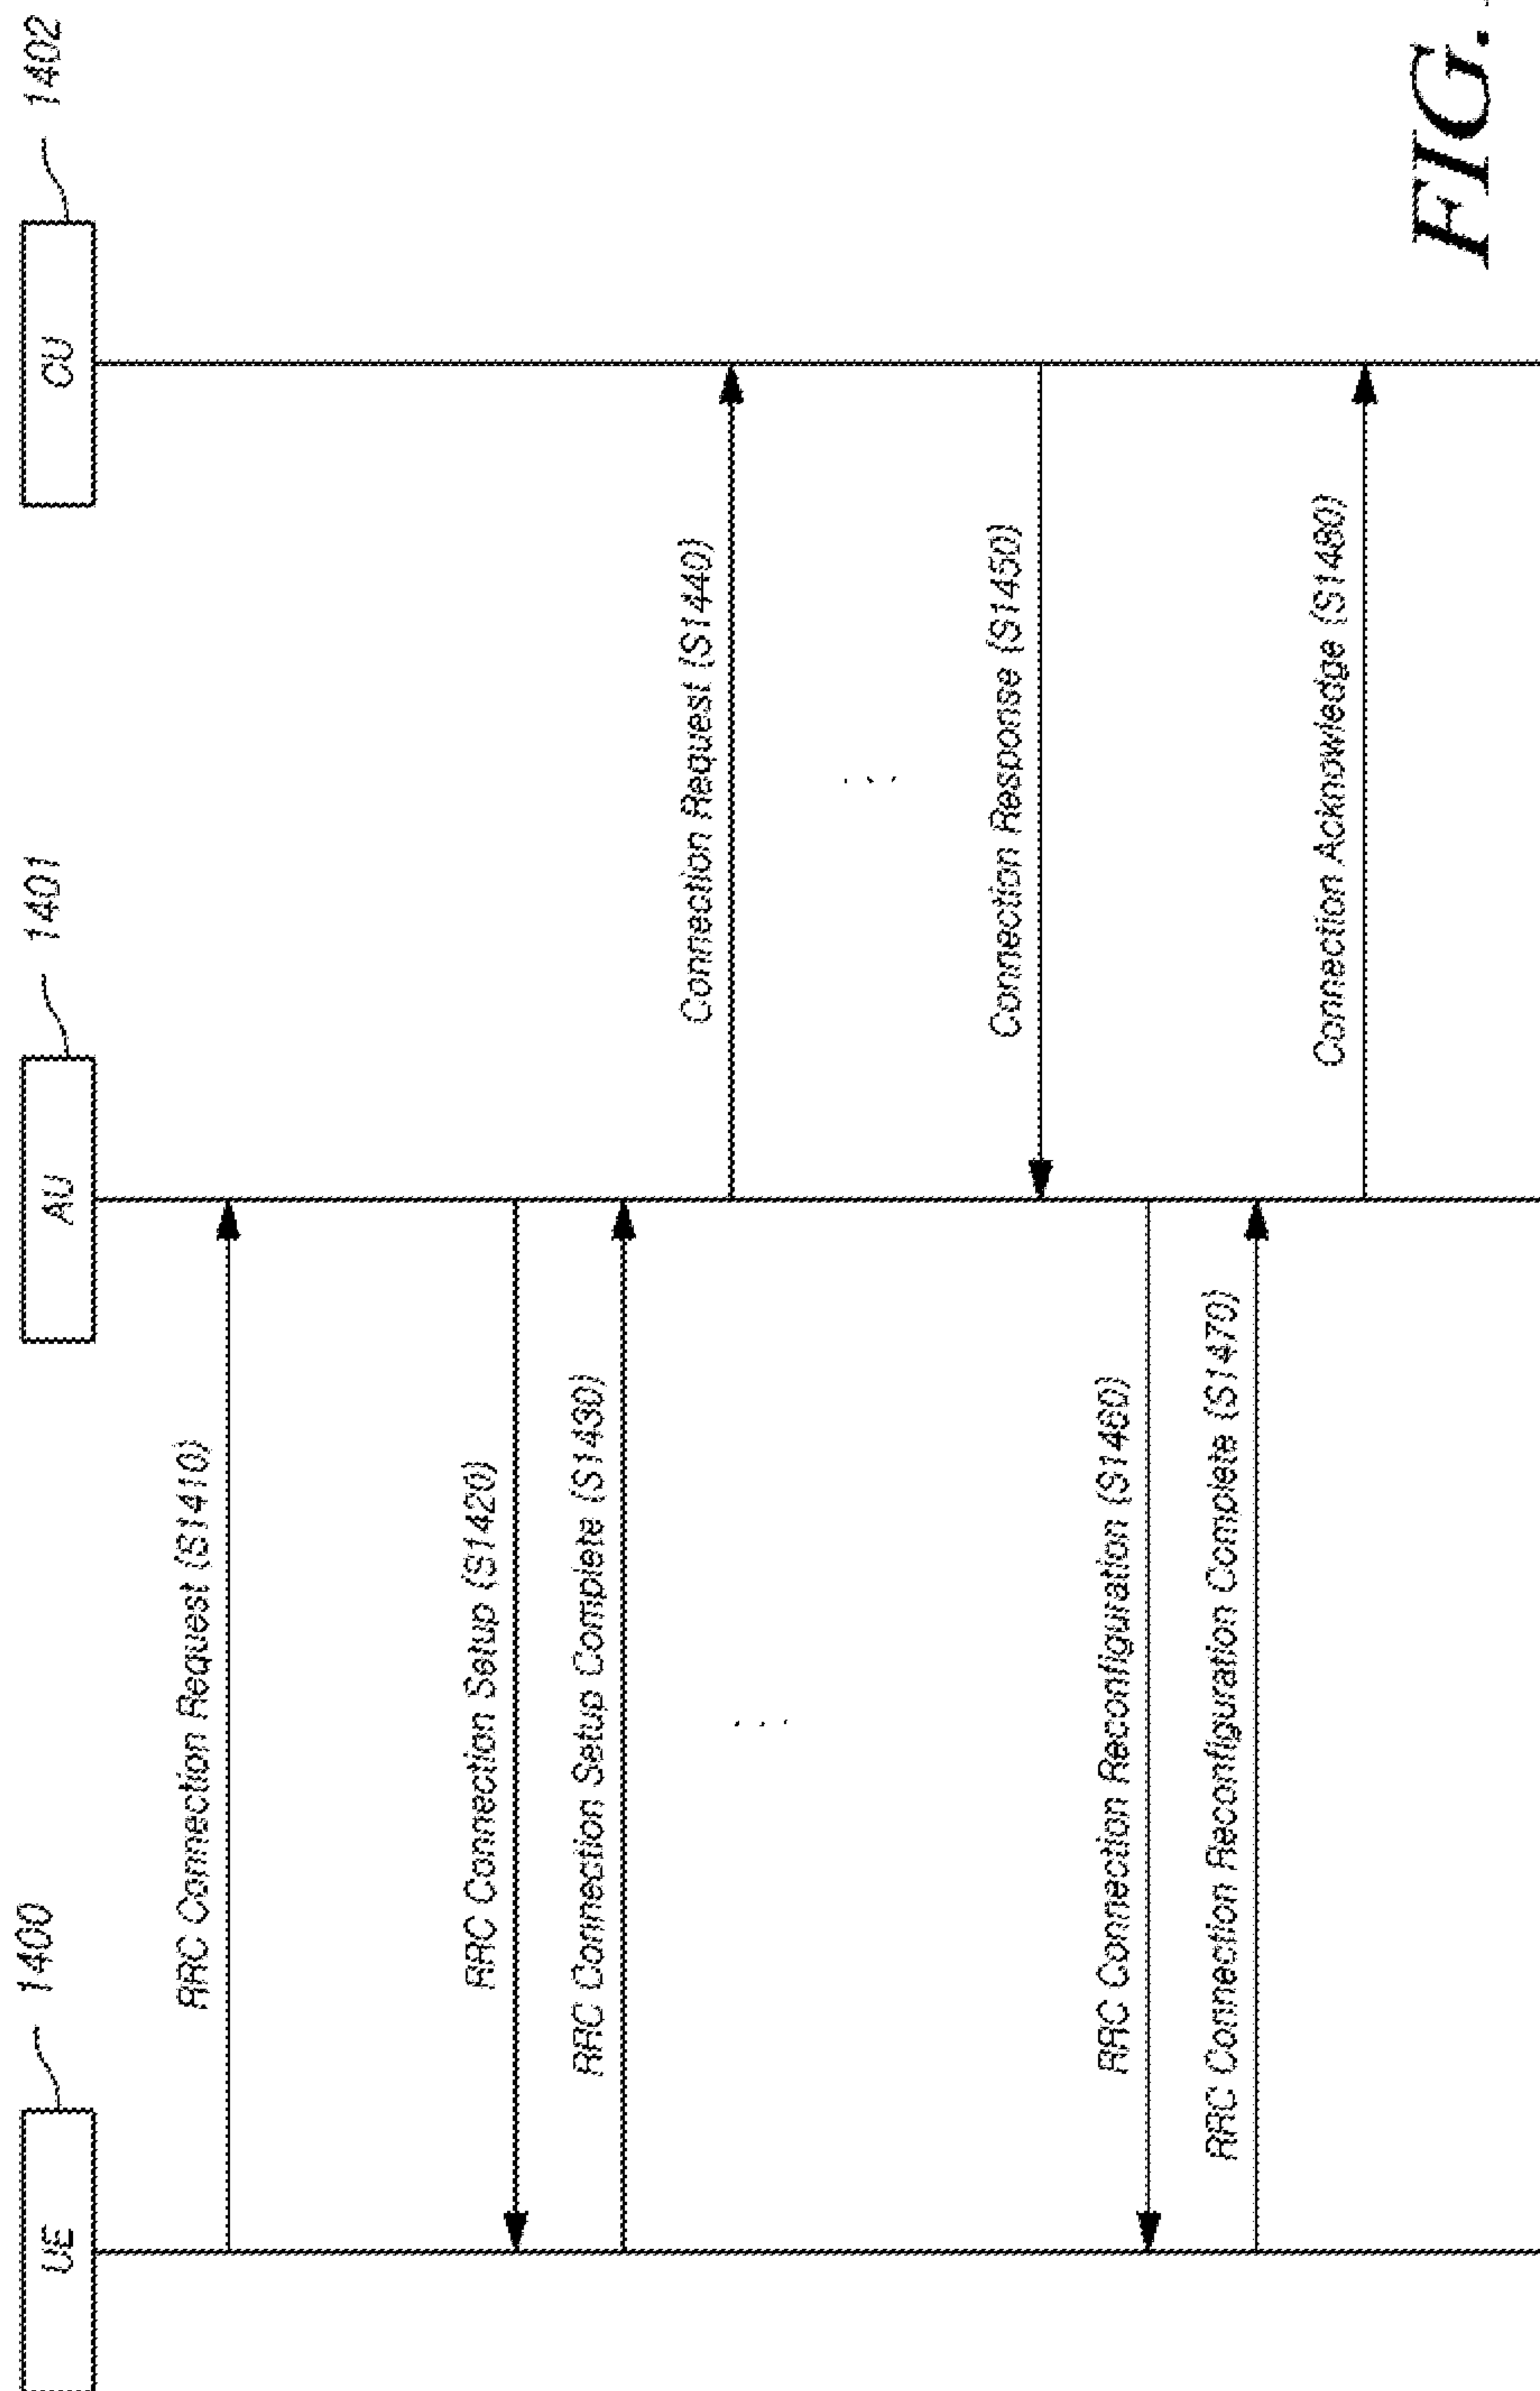 UE
1400
AU
1401
CU
1402
RRC Connection Request (S1410)
RRC Connection Setup (S1420)
RRC Connection Setup Complete (S1430)
Connection Request (S1440)
...
...
Connection Response (S1450)
RRC Connection Reconfiguration (S1460)
RRC Connection Reconfiguration Complete (S1470)
Connection Acknowledge (S1480)
FIG.